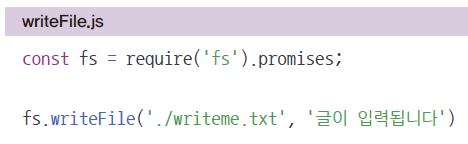 writeFile.js
const fs = require('fs').promises;
fs.writeFile('./writeme.txt', '글이 입력됩니다')